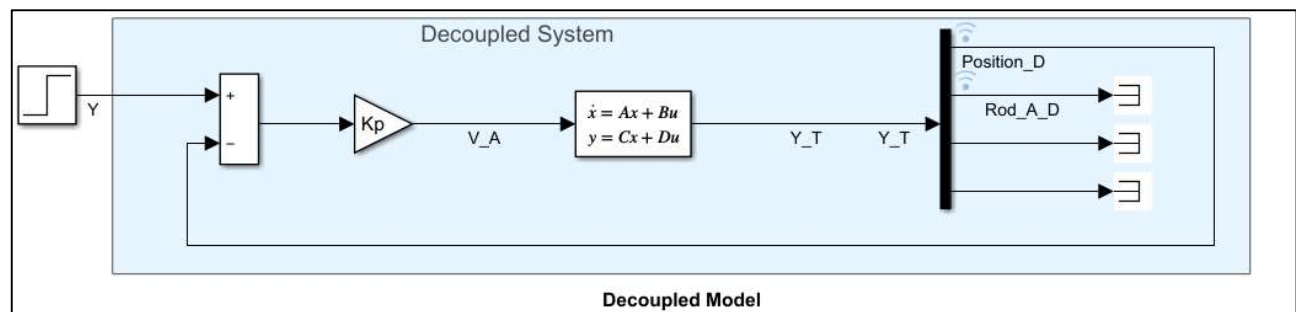 Decoupled System
Position_D
Y
+
−
Kp
V_A
ẋ = Ax + Bu
y = Cx + Du
Y_T
Y_T
Rod_A_D
Decoupled Model